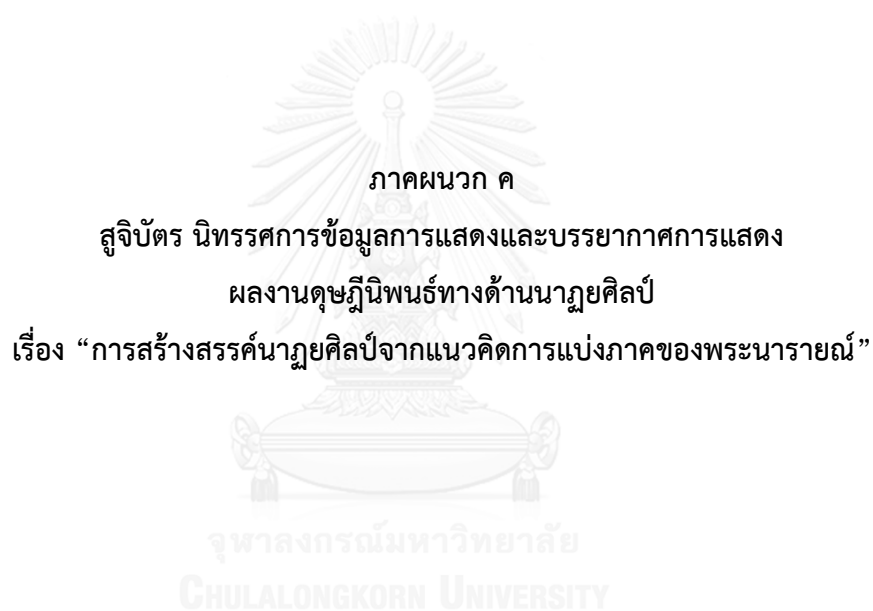 ภาคผนวก ค
สูจิบัตร นิทรรศการข้อมูลการแสดงและบรรยากาศการแสดง
ผลงานดุษฎีนิพนธ์ทางด้านนาฏยศิลป์
เรื่อง “การสร้างสรรค์นาฏยศิลป์จากแนวคิดการแบ่งภาคของพระนารายณ์”
จุฬาลงกรณ์มหาวิทยาลัย
CHULALONGKORN UNIVERSITY